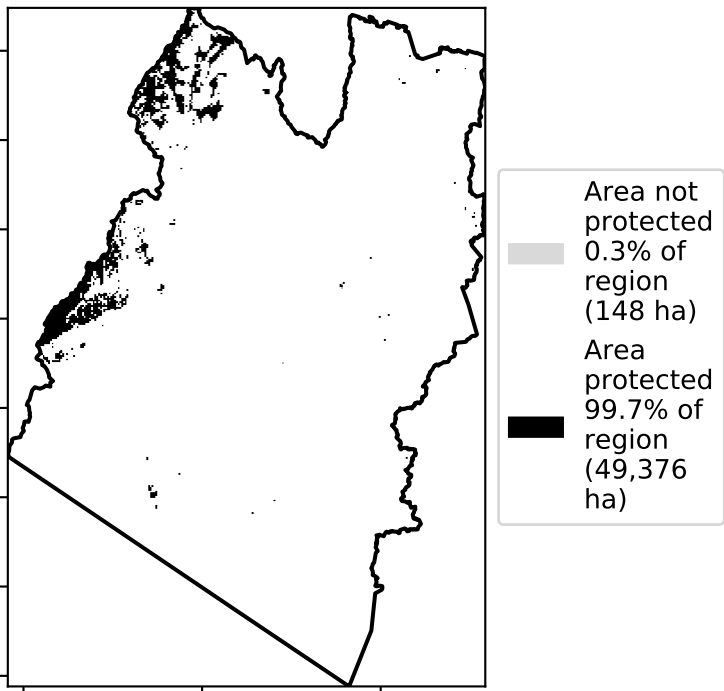 Area not
protected
0.3% of
region
(148 ha)
Area
protected
99.7% of
region
(49,376
ha)